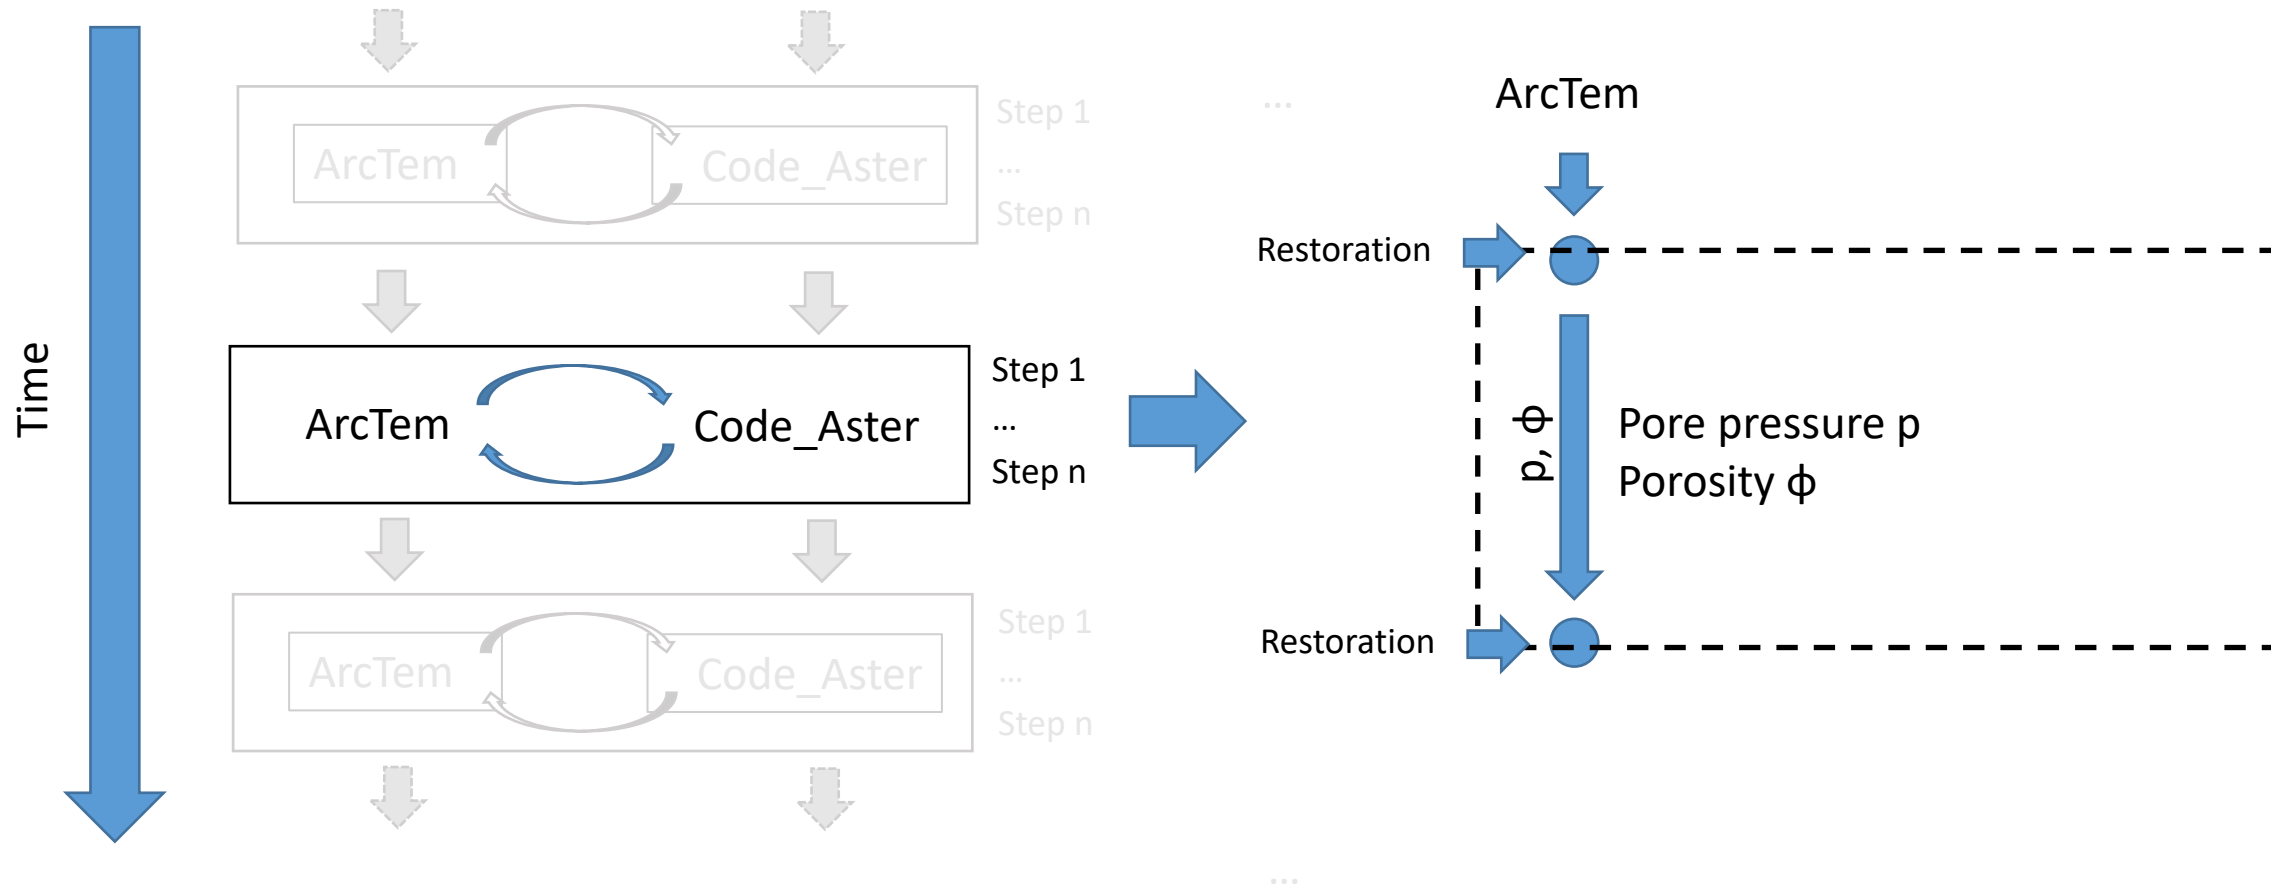 Time
ArcTem
Code_Aster
Step 1
...
Step n
ArcTem
Code_Aster
Step 1
...
Step n
ArcTem
Code_Aster
Step 1
...
Step n
...
ArcTem
Restoration
p, ϕ
Pore pressure p
Porosity ϕ
Restoration
...